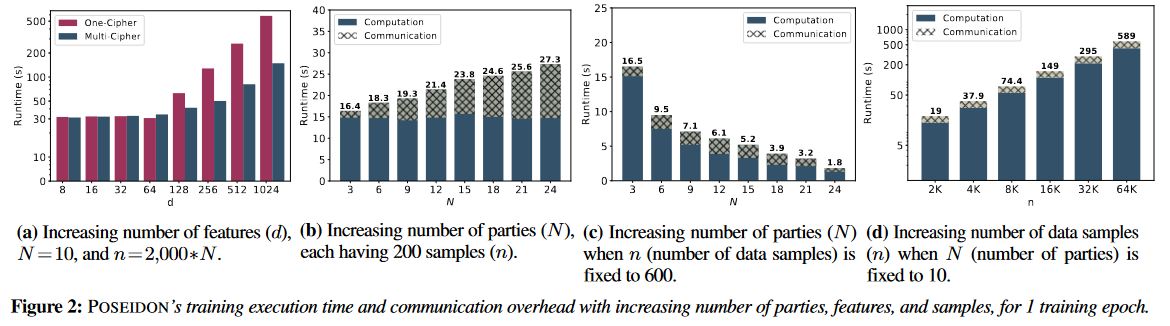 One-Cipher
Multi-Cipher
Runtime (s)
500
100
50
30
10
0
8 16 32 64 128 256 512 1024
d
Computation
Communication
Runtime (s)
40
35
30
25
20
15
10
5
0
16.4 18.3 19.3 21.4 23.8 24.6 25.6 27.3
3 6 9 12 15 18 21 24
N
Computation
Communication
Runtime (s)
25
20
15
10
5
0
16.5 9.5 7.1 6.1 5.2 3.9 3.2 1.8
3 6 9 12 15 18 21 24
N
Computation
Communication
Runtime (s)
1000
500
200
50
5
19 37.9 74.4 149 295 589
2K 4K 8K 16K 32K 64K
n
(a) Increasing number of features (d),
N=10, and n=2,000*N.
(b) Increasing number of parties (N),
each having 200 samples (n).
(c) Increasing number of parties (N)
when n (number of data samples) is
fixed to 600.
(d) Increasing number of data samples
(n) when N (number of parties) is
fixed to 10.
Figure 2: POSEIDON's training execution time and communication overhead with increasing number of parties, features, and samples, for 1 training epoch.